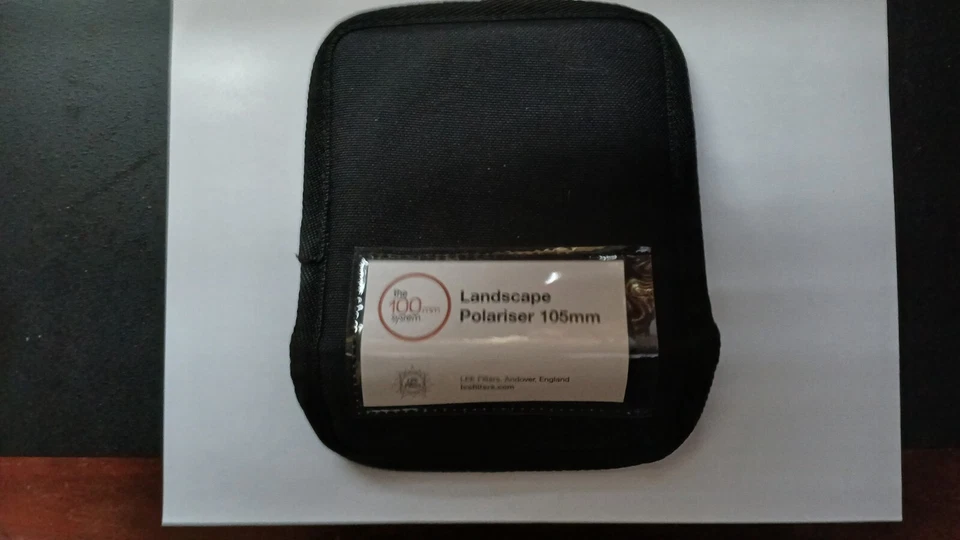 the
100mm
system
Landscape
Polariser 105mm
LEE Filters, Andover, England
leefilters.com